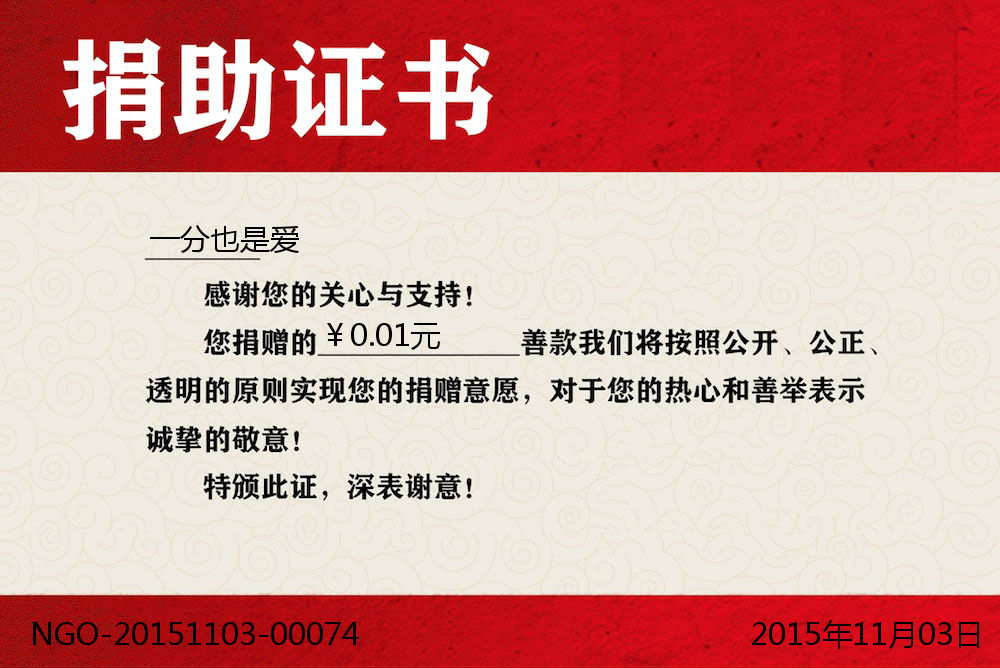 捐助证书
一分也是爱
感谢您的关心与支持！
您捐赠的￥0.01元善款我们将按照公开、公正、
透明的原则实现您的捐赠意愿，对于您的热心和善举表示
诚挚的敬意！
特颁此证，深表谢意！
NGO-20151103-00074
2015年11月03日